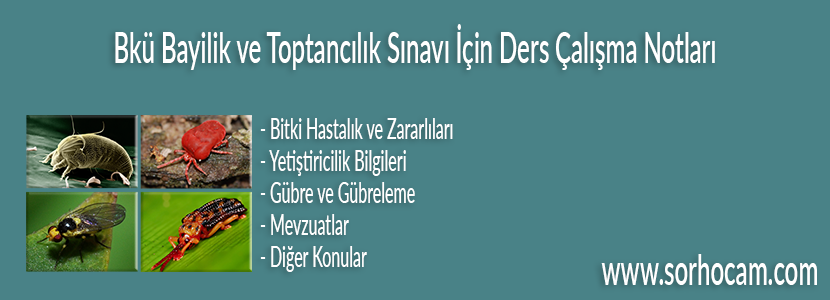 Bkü Bayilik ve Toptancılık Sınavı İçin Ders Çalışma Notları
- Bitki Hastalık ve Zararlıları
- Yetiştiricilik Bilgileri
- Gübre ve Gübreleme
- Mevzuatlar
- Diğer Konular
www.sorhocam.com